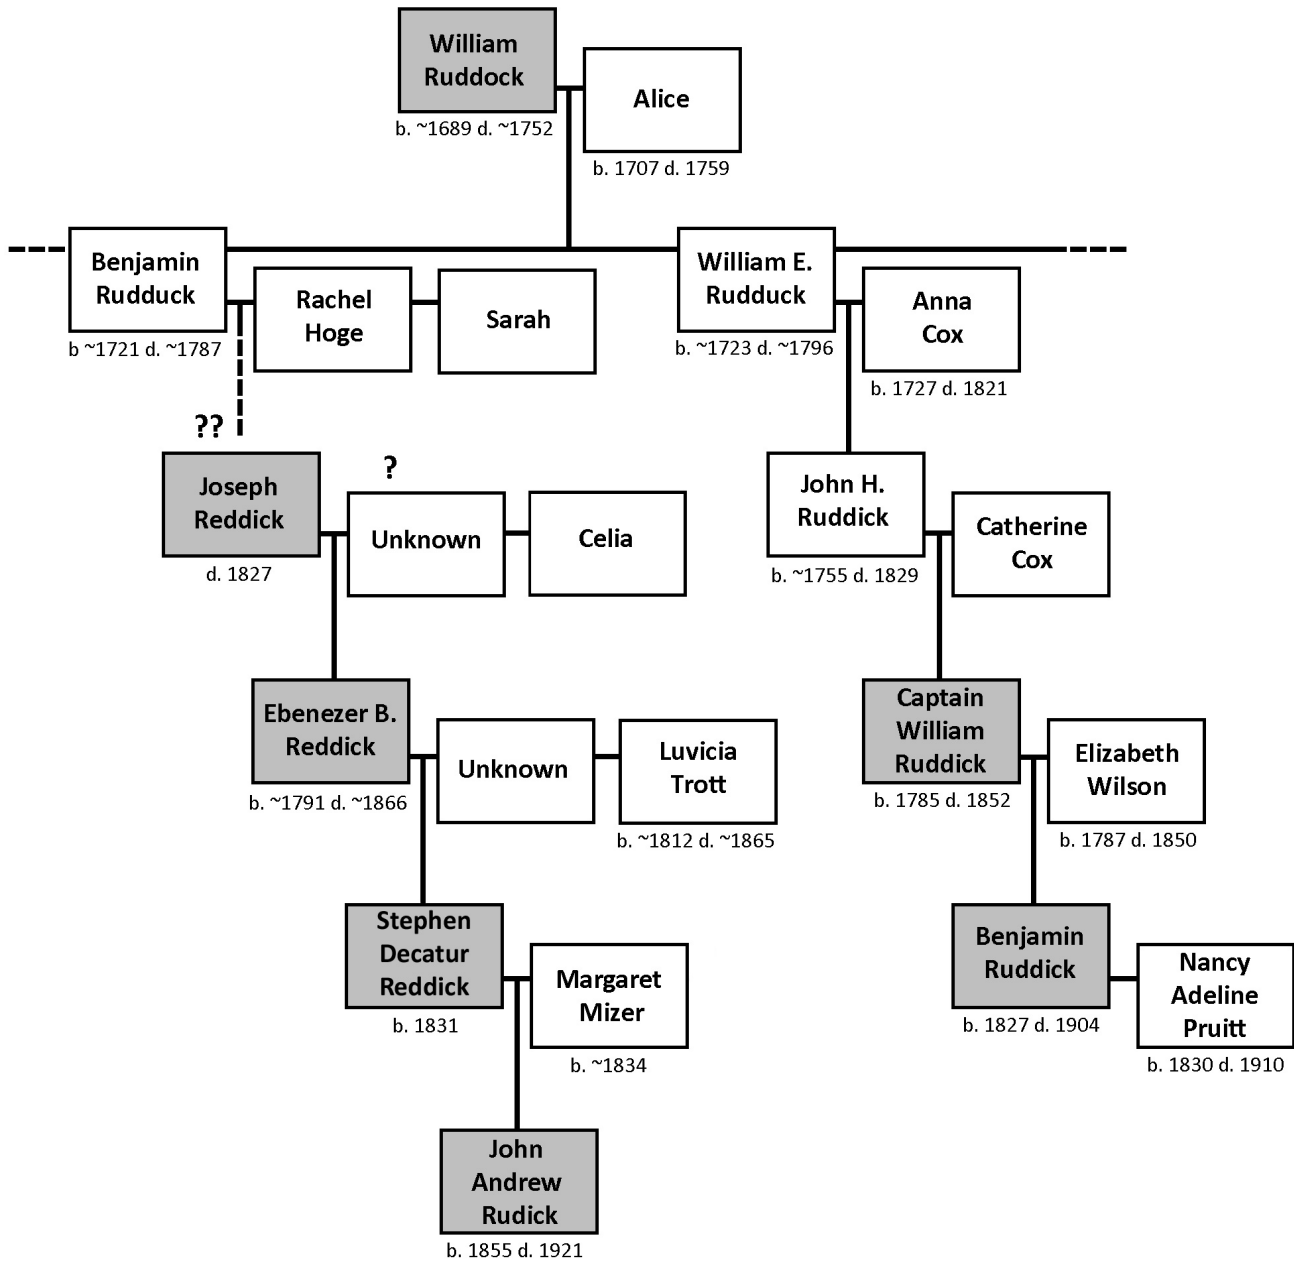 William
Ruddock
b. ~1689 d. ~1752
Alice
b. 1707 d. 1759
Benjamin
Rudduck
b ~1721 d. ~1787
Rachel
Hoge
Sarah
William E.
Rudduck
b. ~1723 d. ~1796
Anna
Cox
b. 1727 d. 1821
??
Joseph
Reddick
d. 1827
?
Unknown
Celia
John H.
Ruddick
b. ~1755 d. 1829
Catherine
Cox
Ebenezer B.
Reddick
b. ~1791 d. ~1866
Unknown
Luvicia
Trott
b. ~1812 d. ~1865
Captain
William
Ruddick
b. 1785 d. 1852
Elizabeth
Wilson
b. 1787 d. 1850
Stephen
Decatur
Reddick
b. 1831
Margaret
Mizer
b. ~1834
Benjamin
Ruddick
b. 1827 d. 1904
Nancy
Adeline
Pruitt
b. 1830 d. 1910
John
Andrew
Rudick
b. 1855 d. 1921